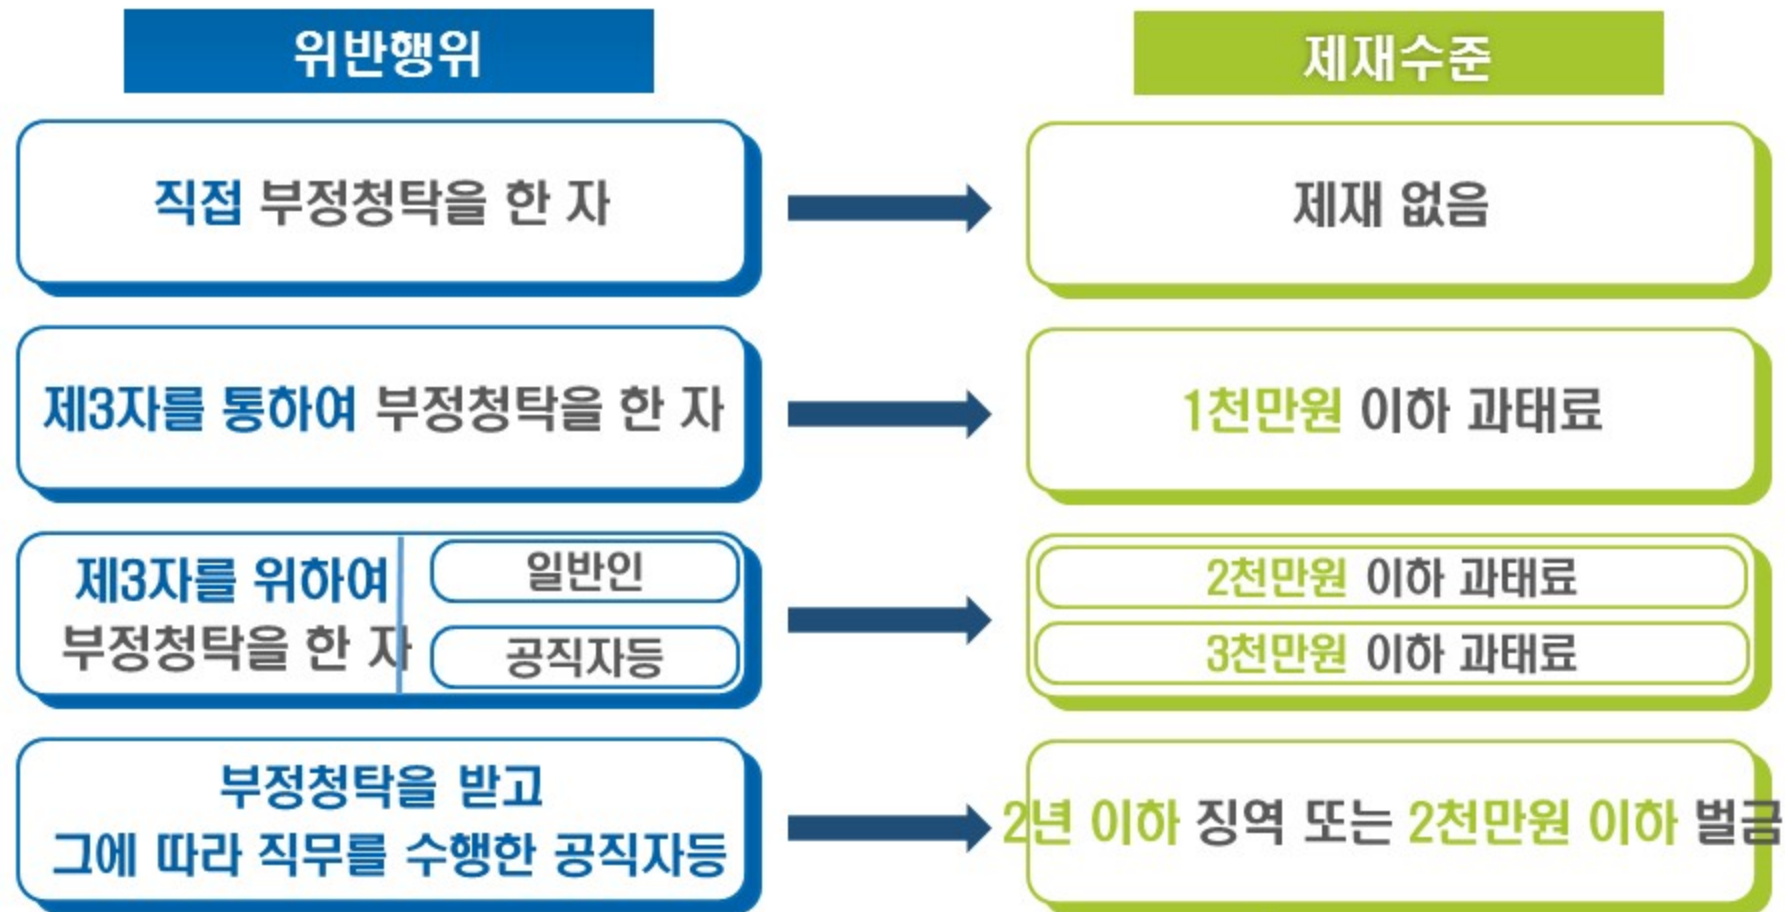 위반행위
제재수준
직접 부정청탁을 한 자
제재 없음
제3자를 통하여 부정청탁을 한 자
1천만원 이하 과태료
제3자를 위하여
부정청탁을 한 자
일반인
공직자등
2천만원 이하 과태료
3천만원 이하 과태료
부정청탁을 받고
그에 따라 직무를 수행한 공직자등
2년 이하 징역 또는 2천만원 이하 벌금